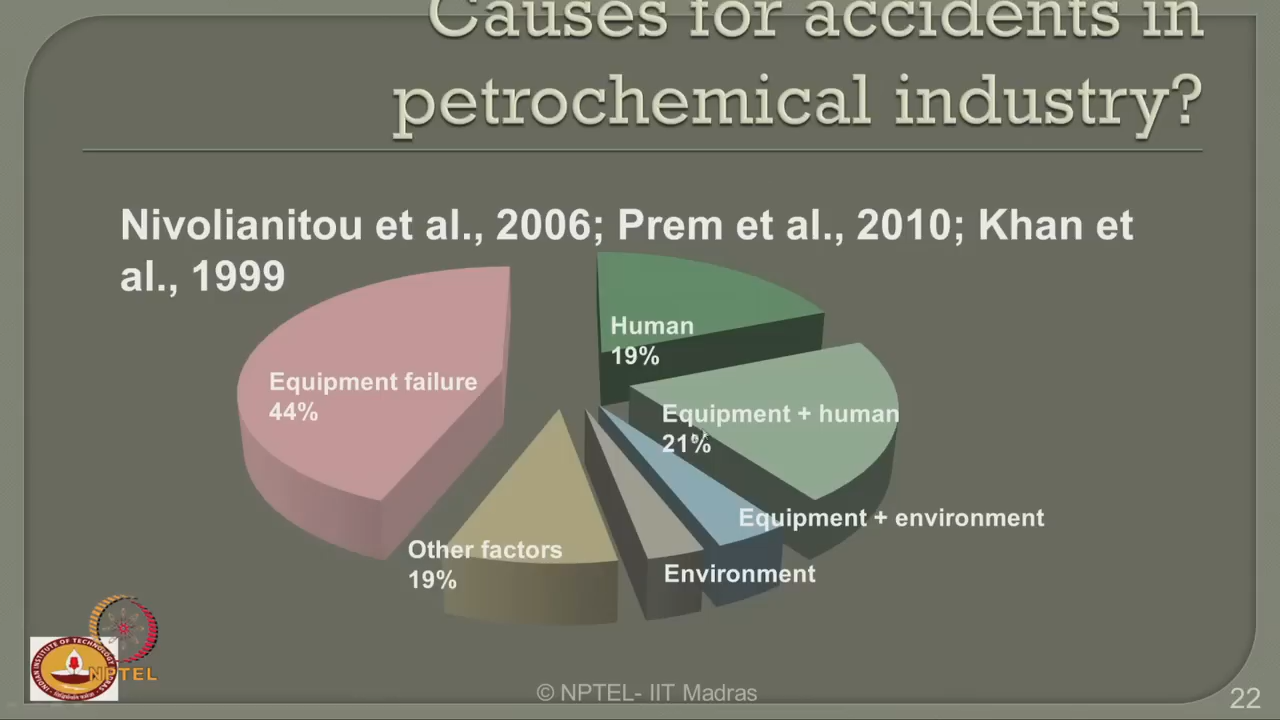 Causes for accidents in
petrochemical industry?
Nivolianitou et al., 2006; Prem et al., 2010; Khan et
al., 1999
Human
19%
Equipment failure
44%
Equipment + human
21%
Equipment + environment
Other factors
19%
Environment
NPTEL
© NPTEL- IIT Madras
22